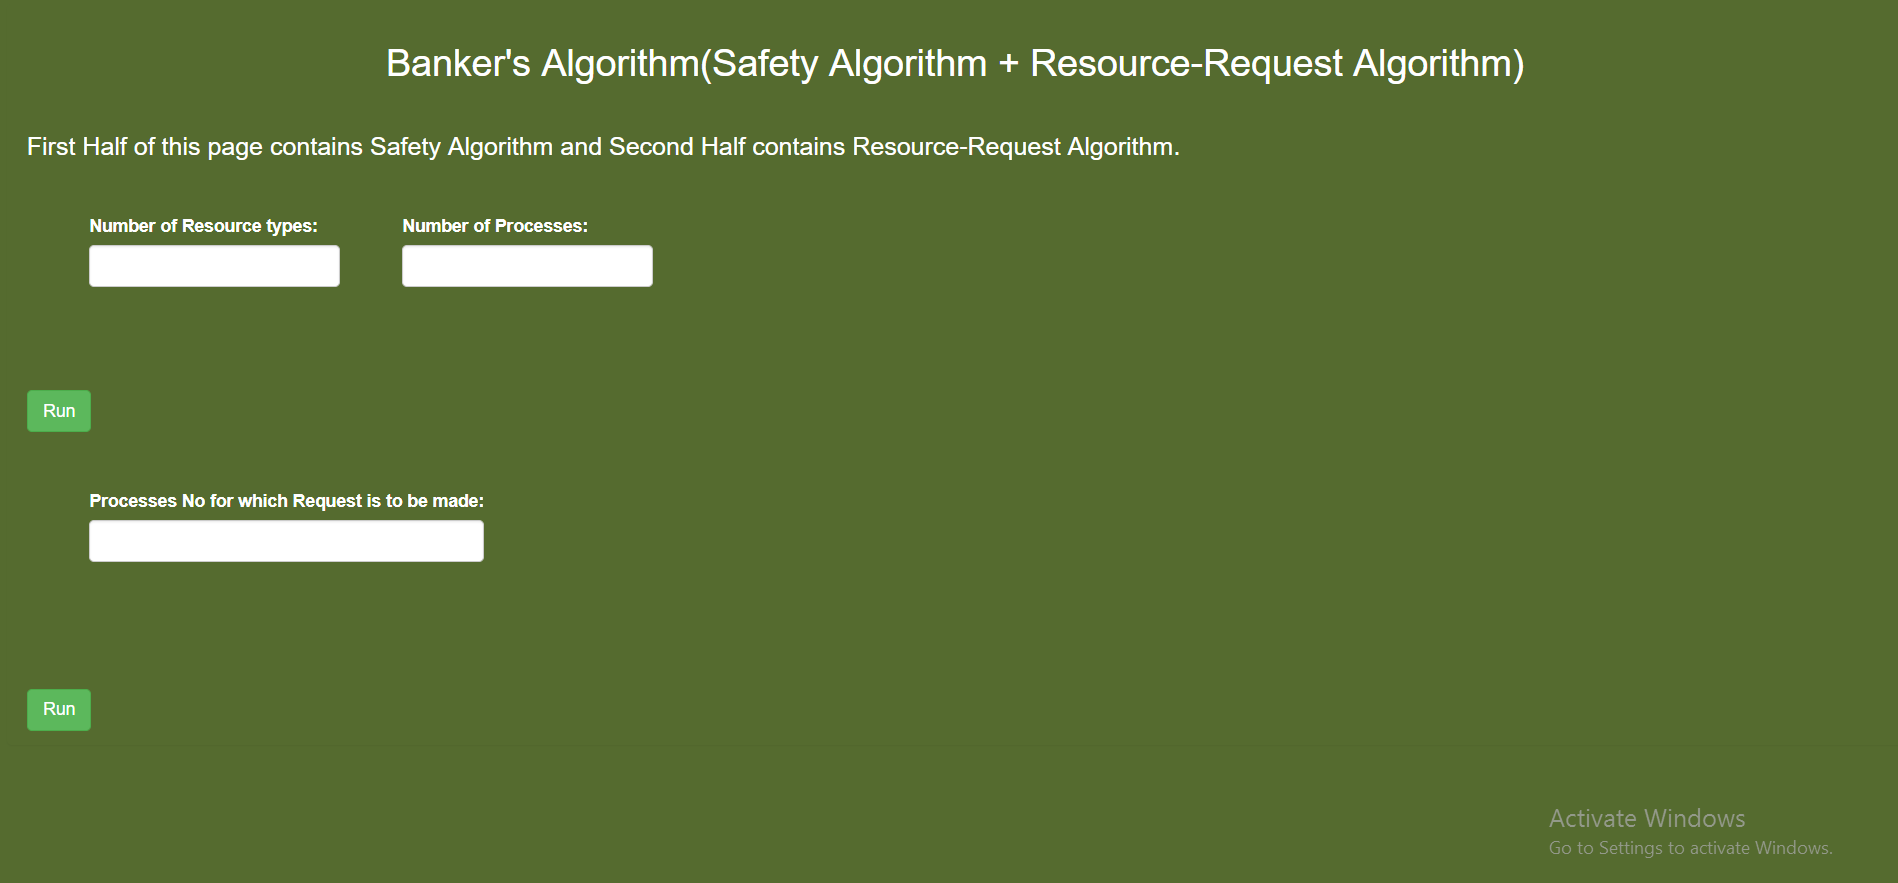 Banker's Algorithm(Safety Algorithm + Resource-Request Algorithm)
First Half of this page contains Safety Algorithm and Second Half contains Resource-Request Algorithm.
Number of Resource types: Number of Processes:
Run
Processes No for which Request is to be made:
Run
Activate Windows
Go to Settings to activate Windows.